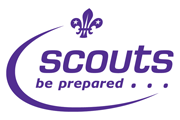 scouts
be prepared . . .